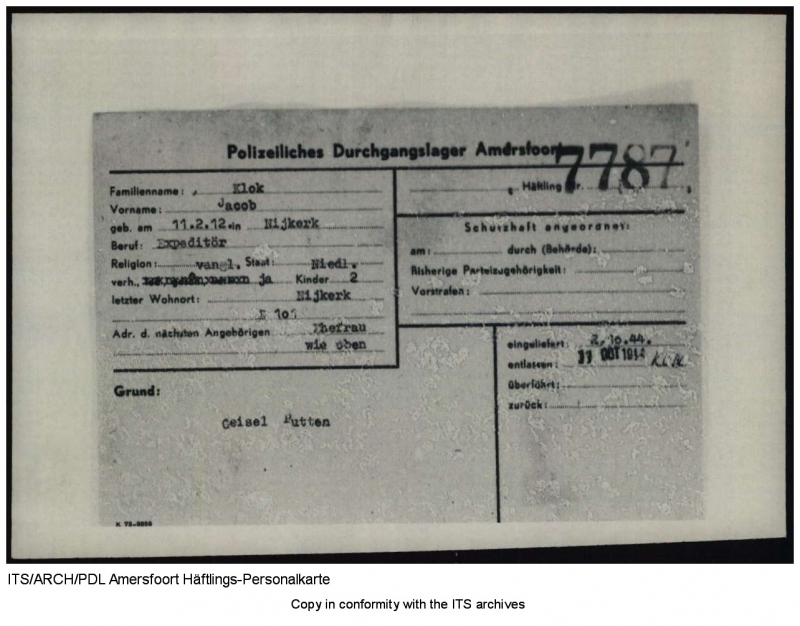 Polizeiliches Durchgangslager Amersfoort
7787
Häftling Nr.
Familienname: Klok
Vorname: Jacob
geb. am 11.2.12 in Nijkerk
Beruf: Expeditör
Religion: vangl. Staat: Niedl.
verh., ja Kinder 2
letzter Wohnort: Nijkerk
E 101
Adr. d. nächsten Angehörigen Ehefrau
wie oben
Schutzhaft angeordnet:
am: durch (Behörde):
Bisherige Parteizugehörigkeit:
Vorstrafen:
eingeliefert: 2.10.44.
entlassen: 11 OKT 1944
überführt:
zurück:
Grund:
Geisel Putten
ITS/ARCH/PDL Amersfoort Häftlings-Personalkarte
Copy in conformity with the ITS archives